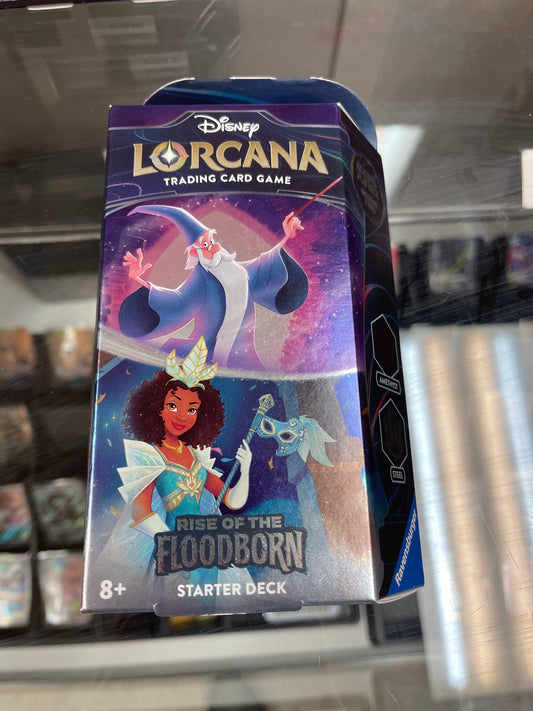 Disney
LORCANA
TRADING CARD GAME
AMETHYST
STEEL
RISE OF THE
FLOODBORN
8+
STARTER DECK
Ravensburger